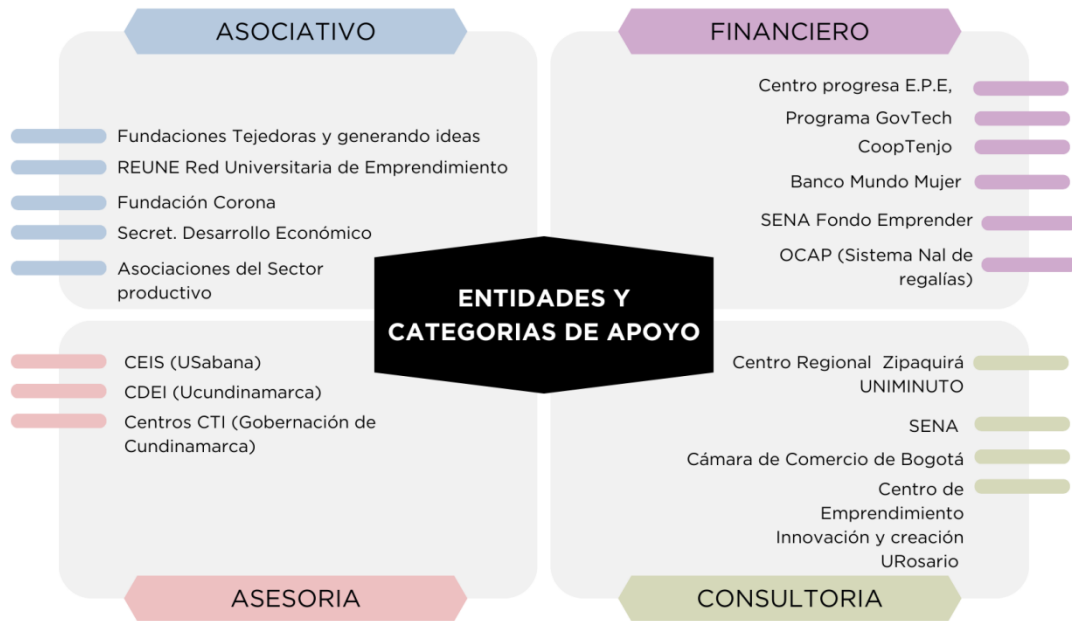 ASOCIATIVO
Fundaciones Tejedoras y generando ideas
REUNE Red Universitaria de Emprendimiento
Fundación Corona
Secret. Desarrollo Económico
Asociaciones del Sector
productivo
FINANCIERO
Centro progresa E.P.E,
Programa GovTech
CoopTenjo
Banco Mundo Mujer
SENA Fondo Emprender
OCAP (Sistema Nal de
regalías)
ENTIDADES Y
CATEGORIAS DE APOYO
CEIS (USabana)
CDEI (Ucundinamarca)
Centros CTI (Gobernación de
Cundinamarca)
ASESORIA
Centro Regional  Zipaquirá
UNIMINUTO
SENA
Cámara de Comercio de Bogotá
Centro de
Emprendimiento
Innovación y creación
URosario
CONSULTORIA